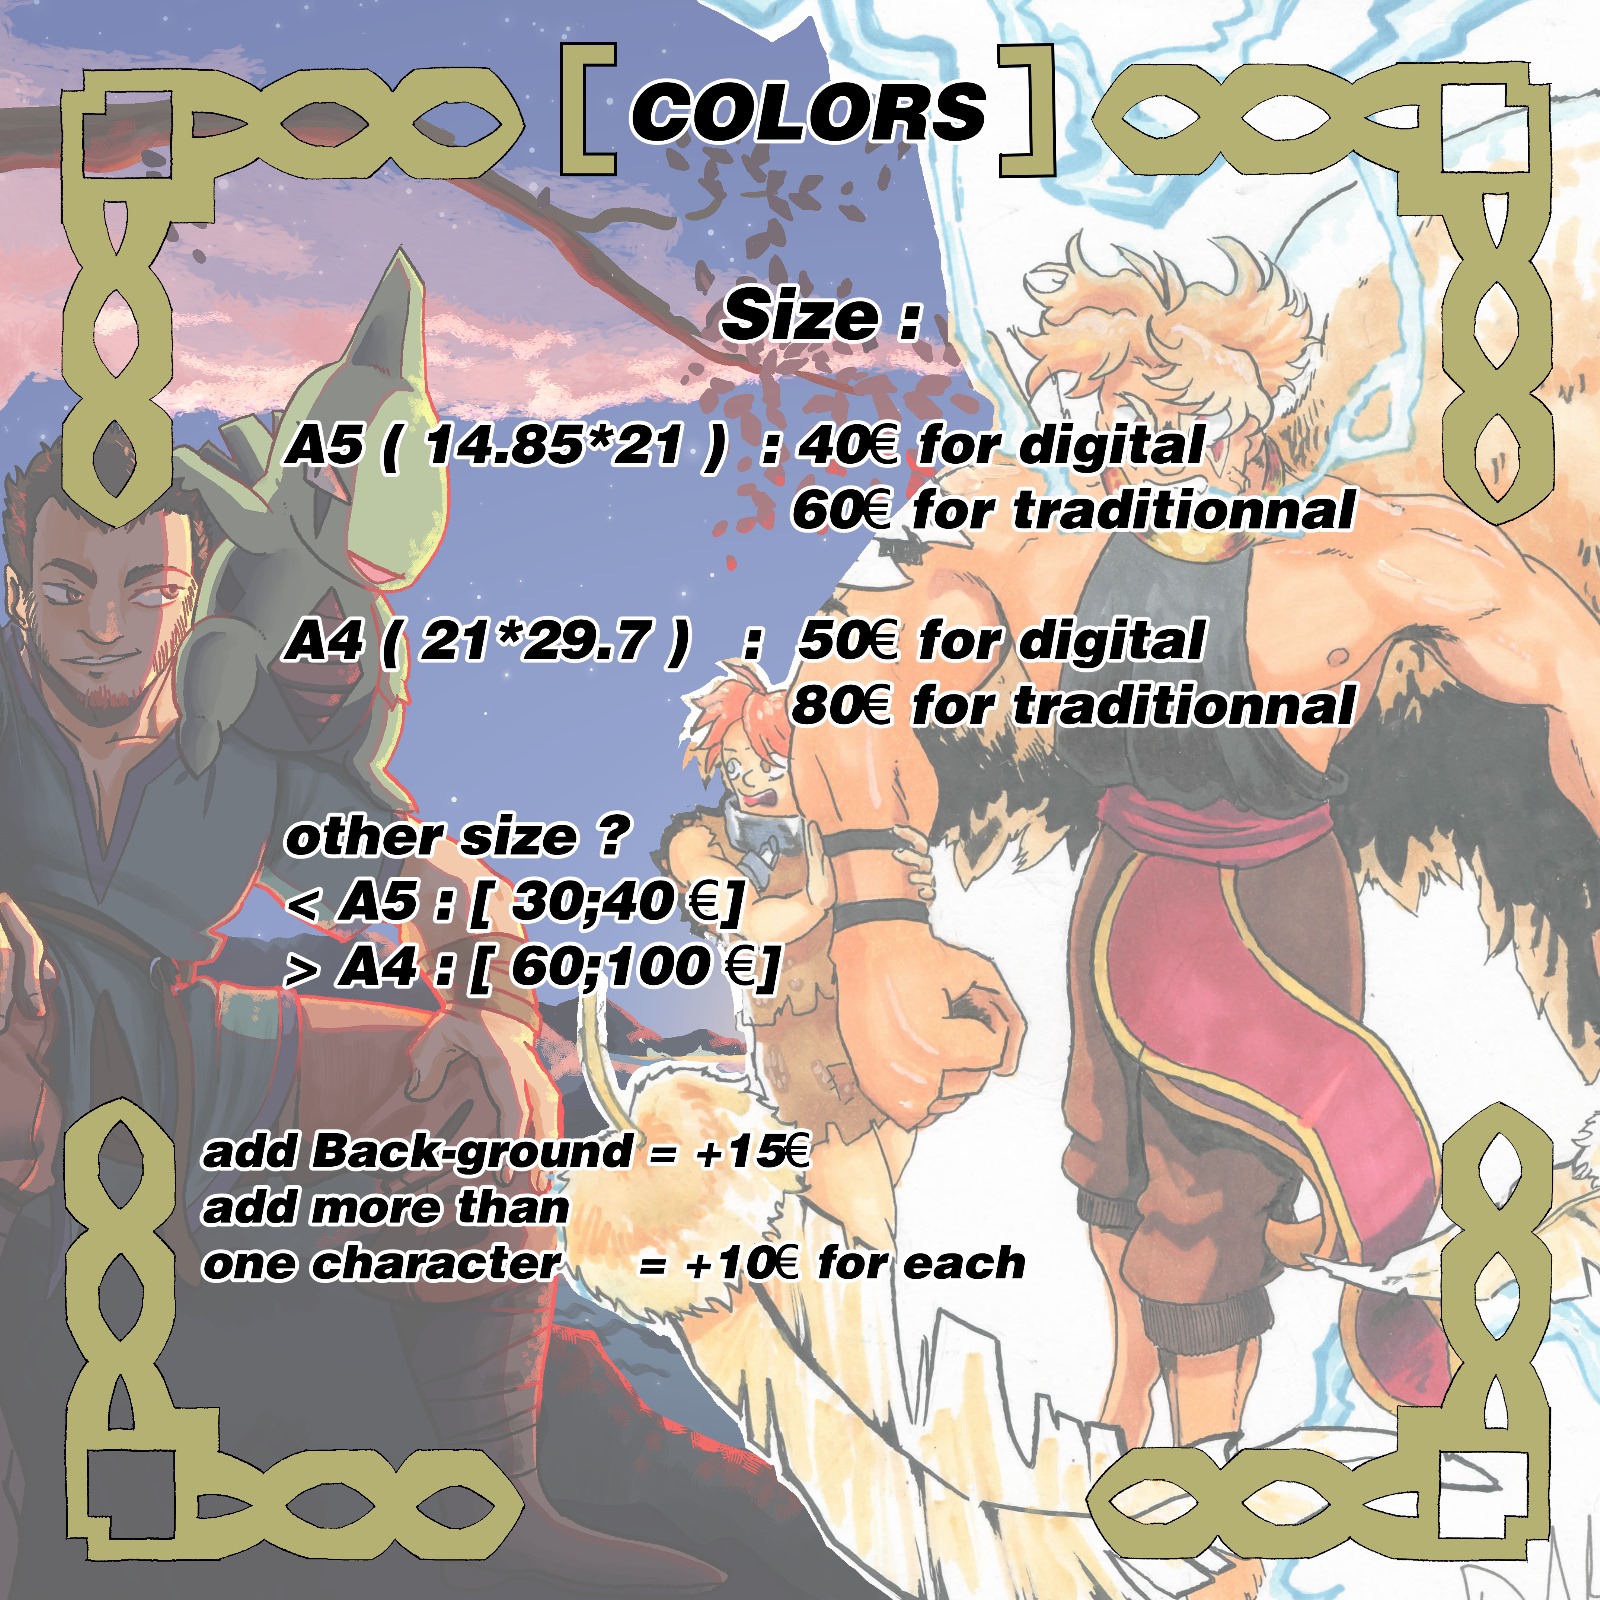 [ COLORS ]
Size :
A5 ( 14.85*21 ) : 40€ for digital
60€ for traditionnal
A4 ( 21*29.7 ) : 50€ for digital
80€ for traditionnal
other size ?
< A5 : [ 30;40 €]
> A4 : [ 60;100 €]
add Back-ground = +15€
add more than
one character = +10€ for each